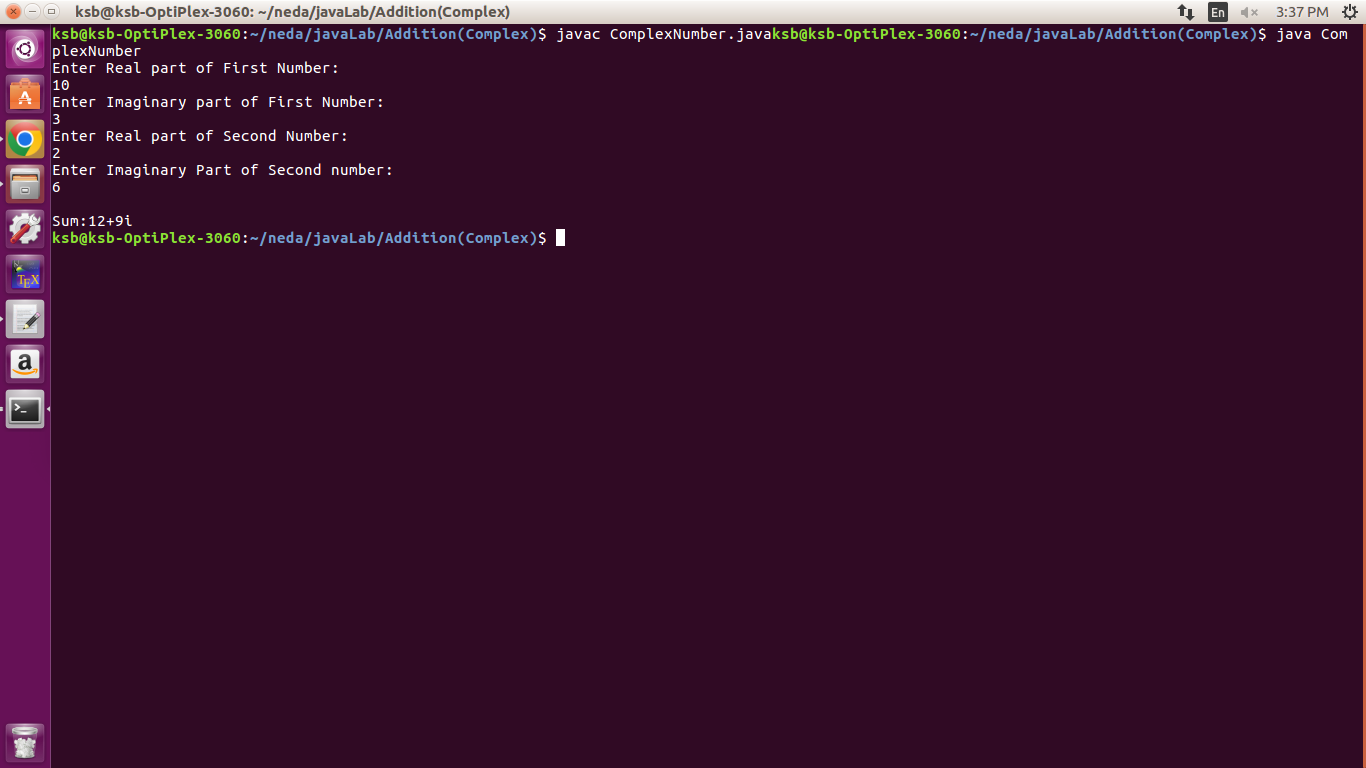 ksb@ksb-OptiPlex-3060: ~/neda/javaLab/Addition(Complex)
En
3:37 PM
ksb@ksb-OptiPlex-3060:~/neda/javaLab/Addition(Complex)$ javac ComplexNumber.javaksb@ksb-OptiPlex-3060:~/neda/javaLab/Addition(Complex)$ java Com
plexNumber
Enter Real part of First Number:
10
Enter Imaginary part of First Number:
3
Enter Real part of Second Number:
2
Enter Imaginary Part of Second number:
6
Sum:12+9i
ksb@ksb-OptiPlex-3060:~/neda/javaLab/Addition(Complex)$
TEX
a
>_